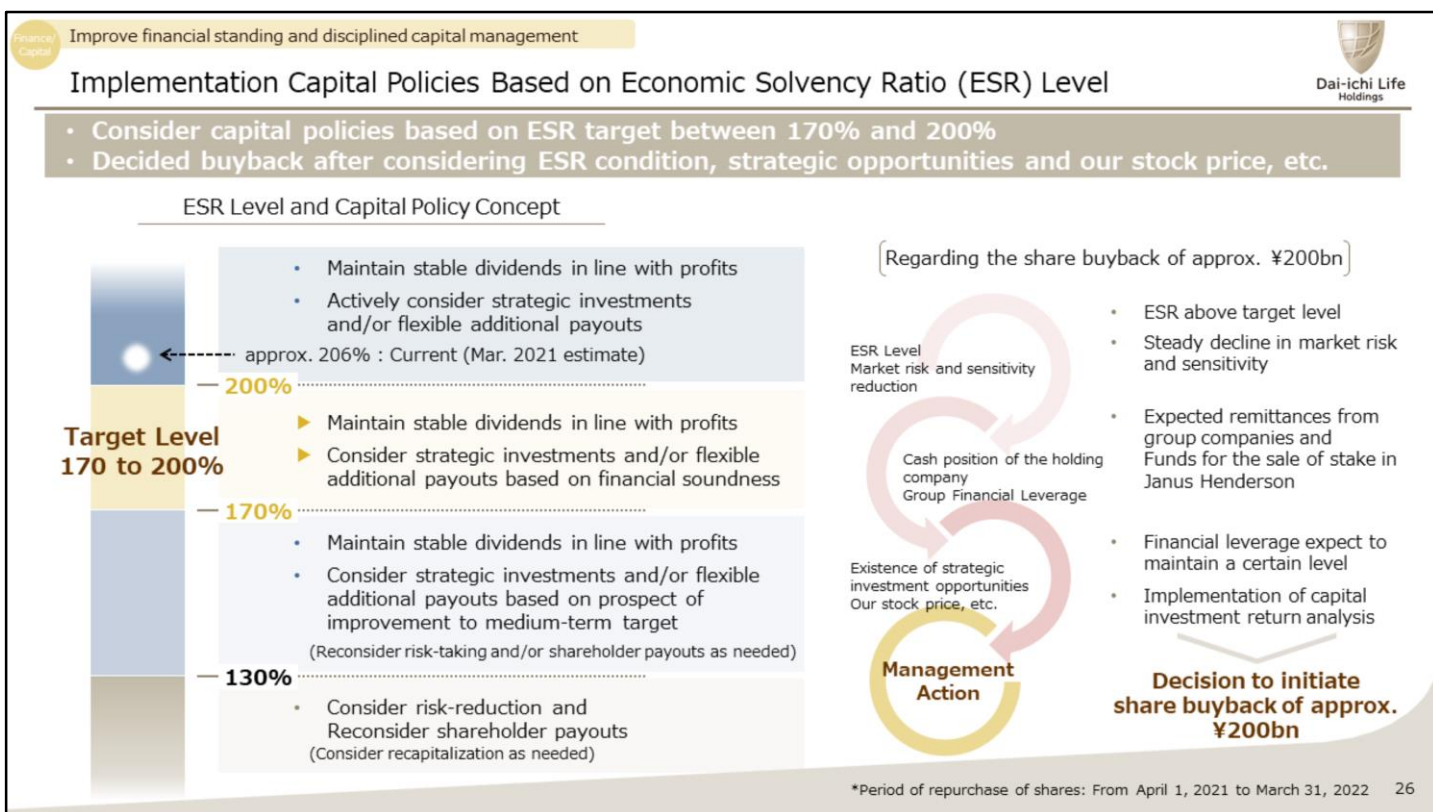 Finance/
Capital
Improve financial standing and disciplined capital management
Implementation Capital Policies Based on Economic Solvency Ratio (ESR) Level
Dai-ichi Life
Holdings
• Consider capital policies based on ESR target between 170% and 200%
• Decided buyback after considering ESR condition, strategic opportunities and our stock price, etc.
ESR Level and Capital Policy Concept
• Maintain stable dividends in line with profits
• Actively consider strategic investments
and/or flexible additional payouts
approx. 206% : Current (Mar. 2021 estimate)
200%
Target Level
170 to 200%
▶ Maintain stable dividends in line with profits
▶ Consider strategic investments and/or flexible
additional payouts based on financial soundness
170%
• Maintain stable dividends in line with profits
• Consider strategic investments and/or flexible
additional payouts based on prospect of
improvement to medium-term target
(Reconsider risk-taking and/or shareholder payouts as needed)
130%
• Consider risk-reduction and
Reconsider shareholder payouts
(Consider recapitalization as needed)
Regarding the share buyback of approx. ¥200bn
ESR Level
Market risk and sensitivity
reduction
• ESR above target level
• Steady decline in market risk
and sensitivity
Cash position of the holding
company
Group Financial Leverage
• Expected remittances from
group companies and
Funds for the sale of stake in
Janus Henderson
Existence of strategic
investment opportunities
Our stock price, etc.
• Financial leverage expect to
maintain a certain level
• Implementation of capital
investment return analysis
Management
Action
Decision to initiate
share buyback of approx.
¥200bn
*Period of repurchase of shares: From April 1, 2021 to March 31, 2022
26